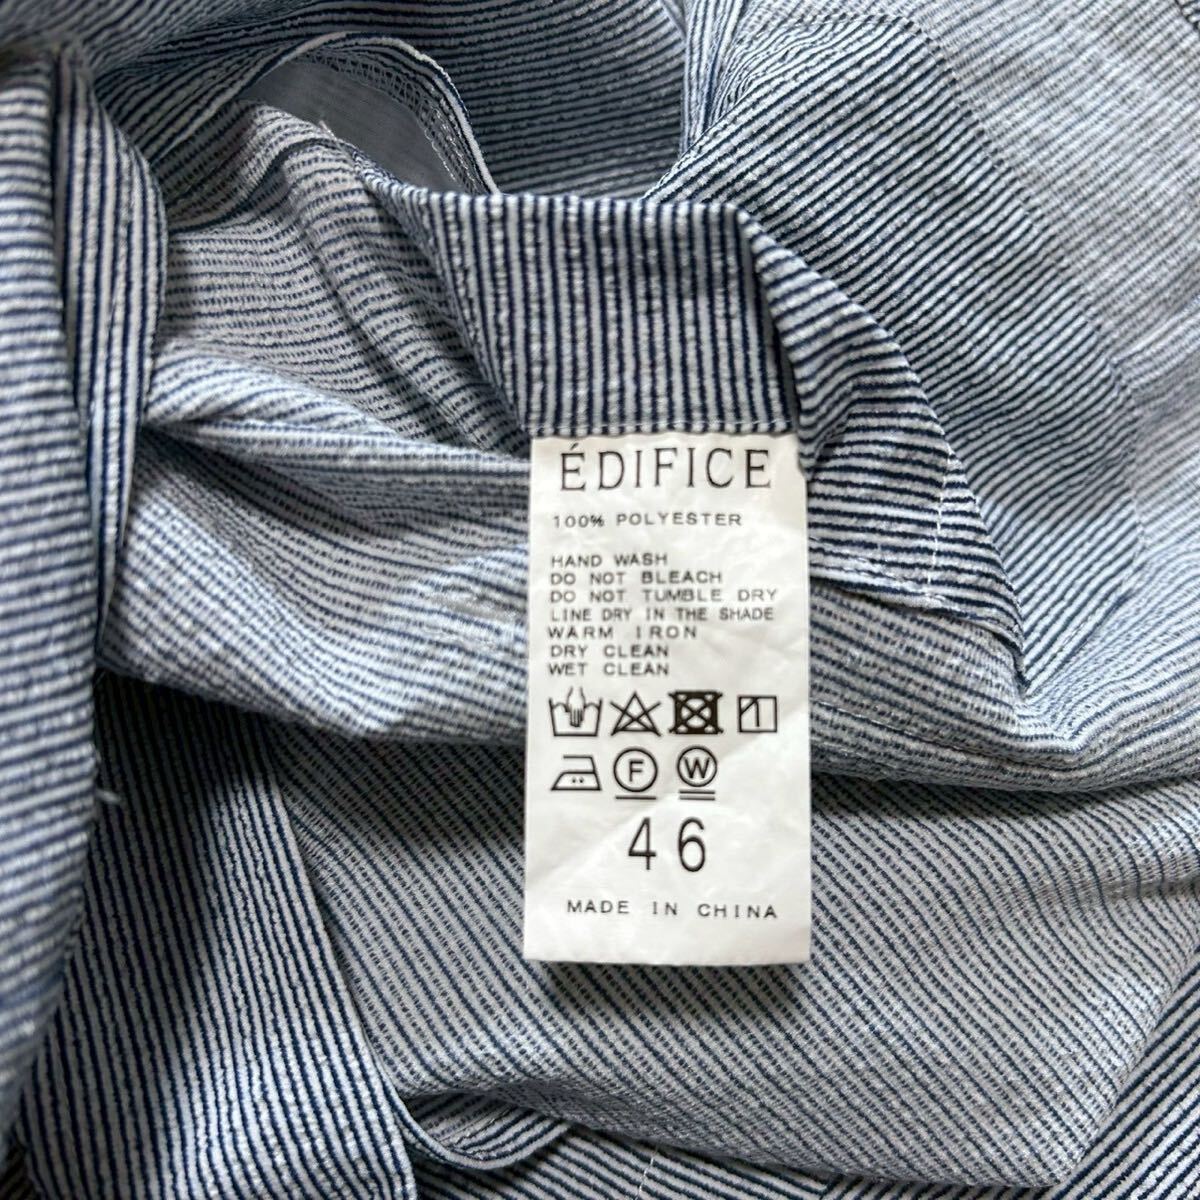 ÉDIFICE
100% POLYESTER
HAND WASH
DO NOT BLEACH
DO NOT TUMBLE DRY
LINE DRY IN THE SHADE
WARM IRON
DRY CLEAN
WET CLEAN
F W
46
MADE IN CHINA